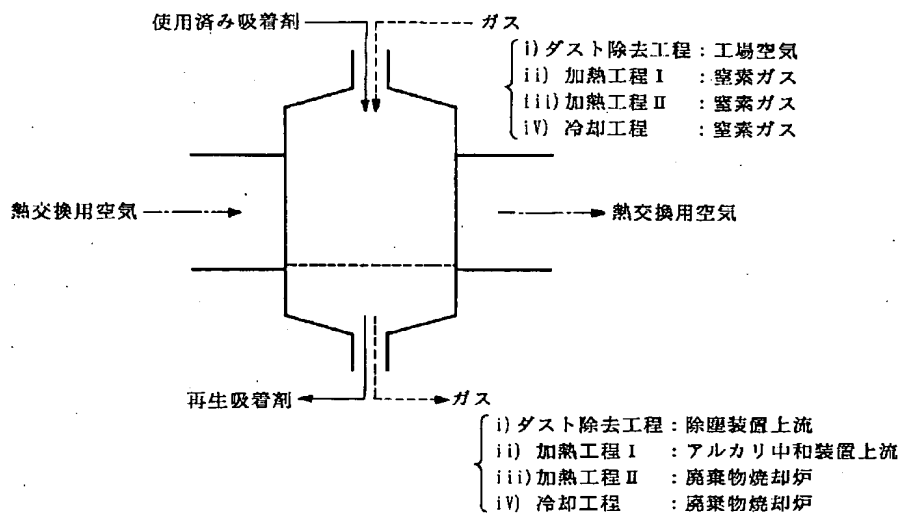 使用済み吸着剤
ガス
i)ダスト除去工程:工場空気
ii) 加熱工程 I :窒素ガス
iii)加熱工程 II :窒素ガス
iV) 冷却工程 :窒素ガス
熱交換用空気
熱交換用空気
再生吸着剤
ガス
i)ダスト除去工程:除塵装置上流
ii) 加熱工程 I :アルカリ中和装置上流
iii)加熱工程 II :廃棄物焼却炉
iV) 冷却工程 :廃棄物焼却炉